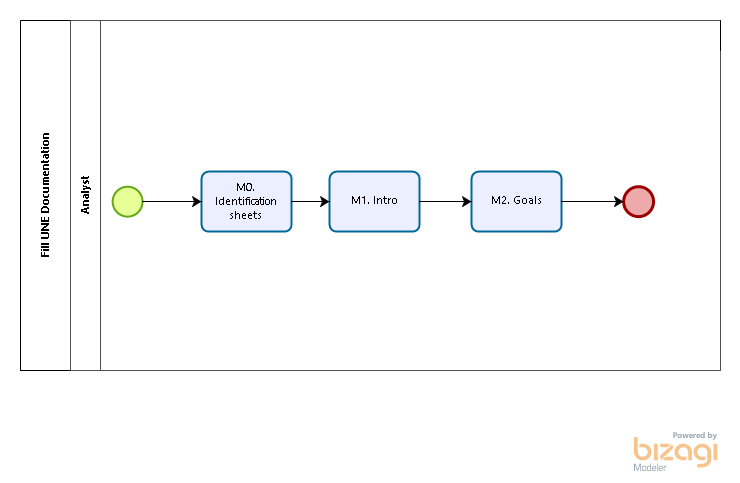 Fill UNE Documentation
Analyst
M0.
Identification
sheets
M1. Intro
M2. Goals
Powered by
bizagi
Modeler